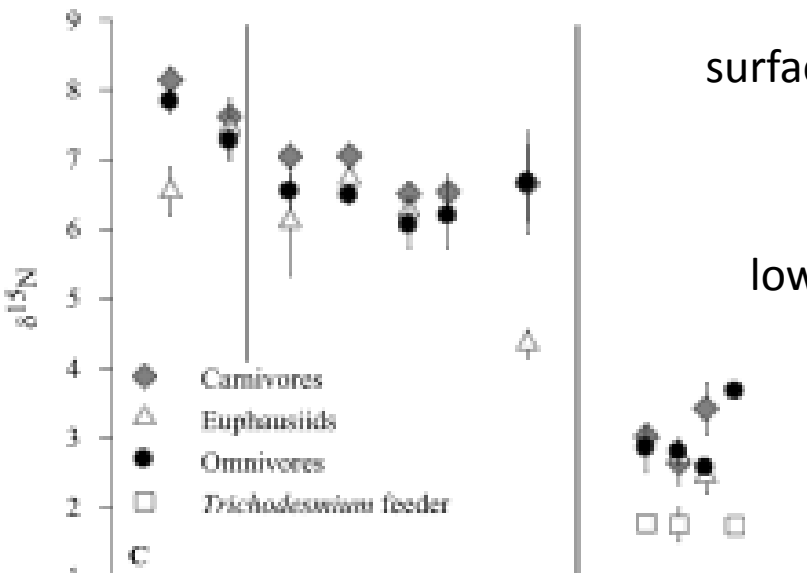 9
8
7
6
5
4
3
2
δ15N
surfac
low
Carnivores
Euphausiids
Omnivores
Trichodesmium feeder
C